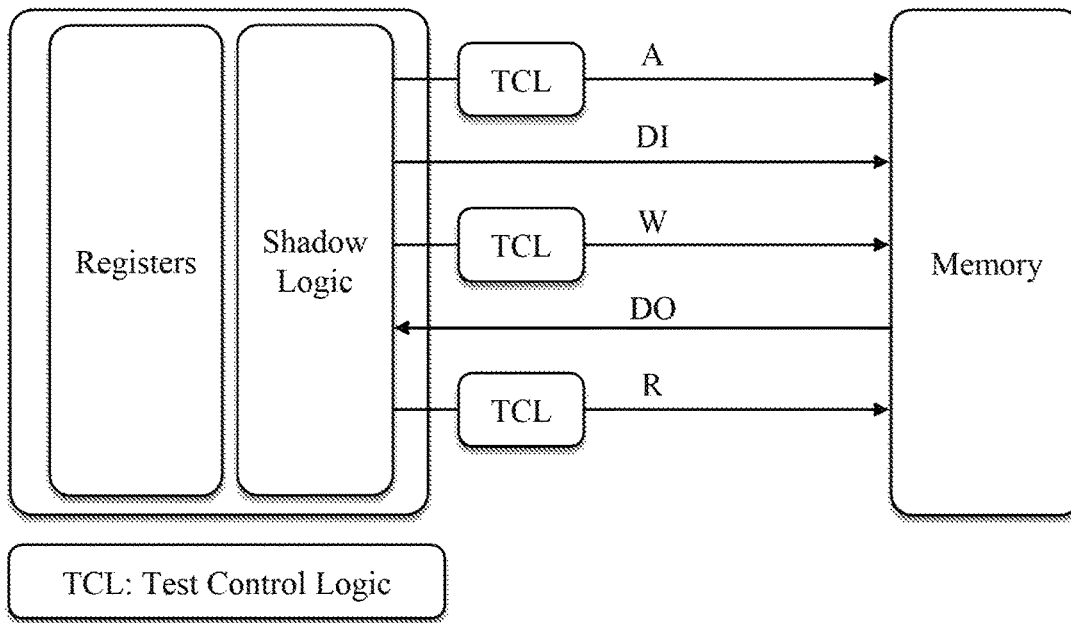 TCL
A
DI
TCL
W
Registers
Shadow
Logic
Memory
DO
TCL
R
TCL: Test Control Logic